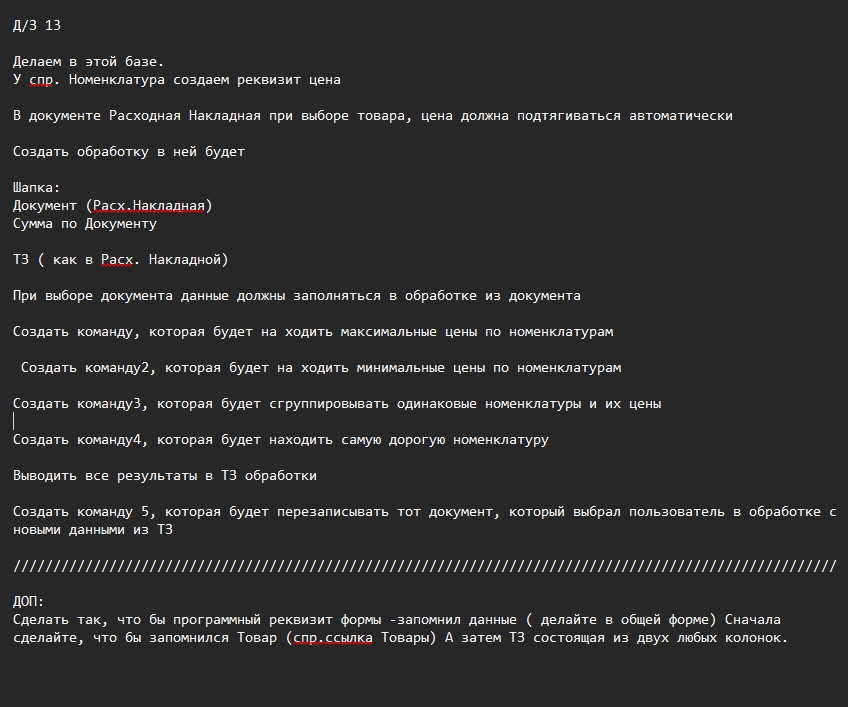 Д/З 13
Делаем в этой базе.
У спр. Номенклатура создаем реквизит цена
В документе Расходная Накладная при выборе товара, цена должна подтягиваться автоматически
Создать обработку в ней будет
Шапка:
Документ (Расх.Накладная)
Сумма по Документу
ТЗ ( как в Расх. Накладной)
При выборе документа данные должны заполняться в обработке из документа
Создать команду, которая будет на ходить максимальные цены по номенклатурам
Создать команду2, которая будет на ходить минимальные цены по номенклатурам
Создать команду3, которая будет сгруппировывать одинаковые номенклатуры и их цены
Создать команду4, которая будет находить самую дорогую номенклатуру
Выводить все результаты в ТЗ обработки
Создать команду 5, которая будет перезаписывать тот документ, который выбрал пользователь в обработке с
новыми данными из ТЗ
///////////////////////////////////////////////////////////////////////////////////////////////////////
ДОП:
Сделать так, что бы программный реквизит формы -запомнил данные ( делайте в общей форме) Сначала
сделайте, что бы запомнился Товар (спр.ссылка Товары) А затем ТЗ состоящая из двух любых колонок.